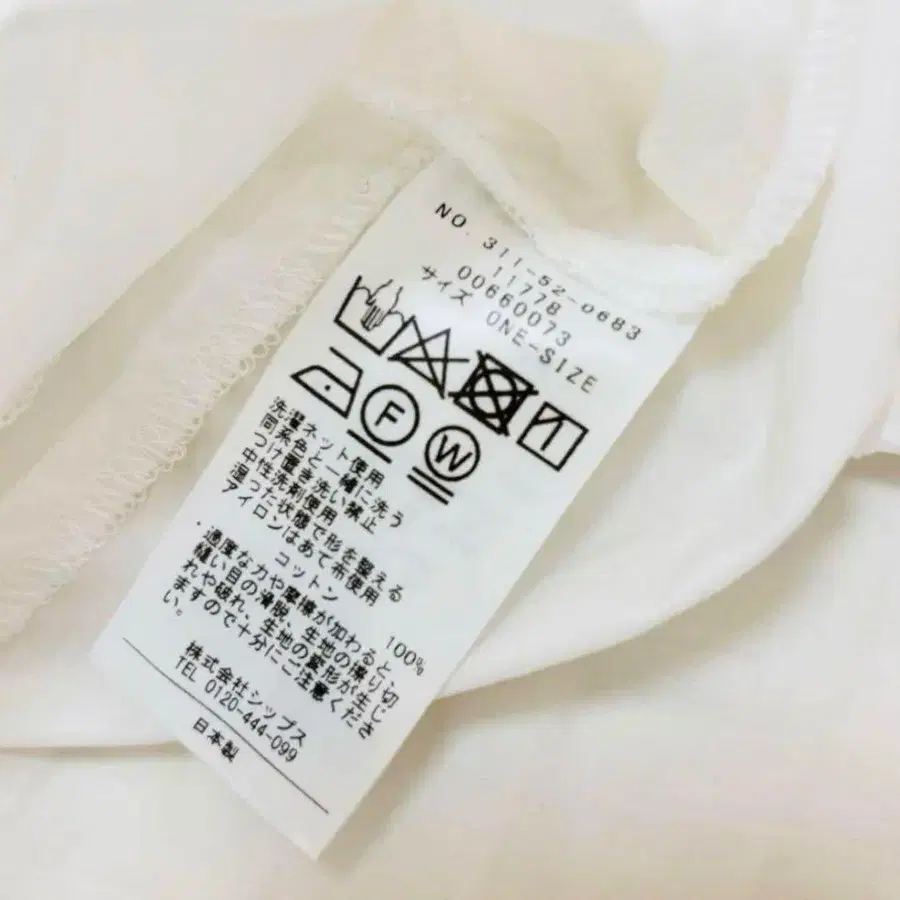 NO. 311-52-0683
11778
00660073
サイズ ONE-SIZE
F
W
洗濯ネット使用
同系色と一緒に洗う
つけ置き洗い禁止
中性洗剤使用
湿った状態で形を整える
アイロンはあて布使用
コットン 100%
・過度な力や摩擦が加わると、
縫い目の滑脱、生地の擦り切
れや破れ、生地の変形が生じ
ますので十分にご注意くださ
い。
株式会社シップス
TEL 0120-444-099
日本製